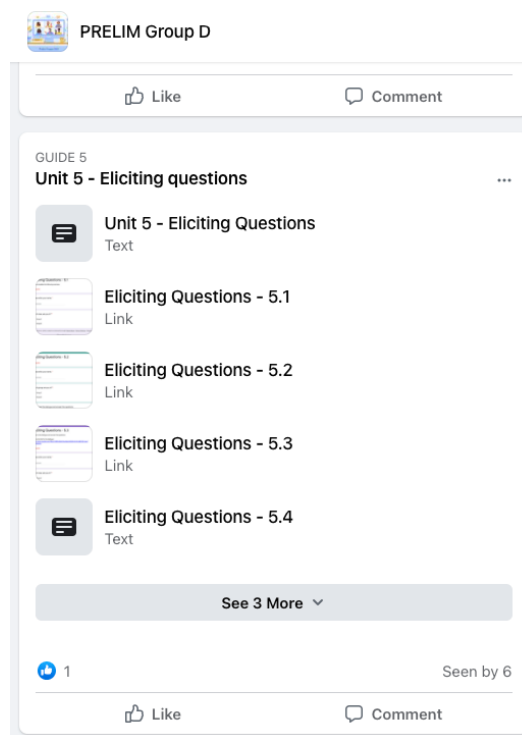 PRELIM Group D
Like Comment
GUIDE 5
Unit 5 - Eliciting questions
Unit 5 - Eliciting Questions
Text
Eliciting Questions - 5.1
Link
Eliciting Questions - 5.2
Link
Eliciting Questions - 5.3
Link
Eliciting Questions - 5.4
Text
See 3 More
1 Seen by 6
Like Comment